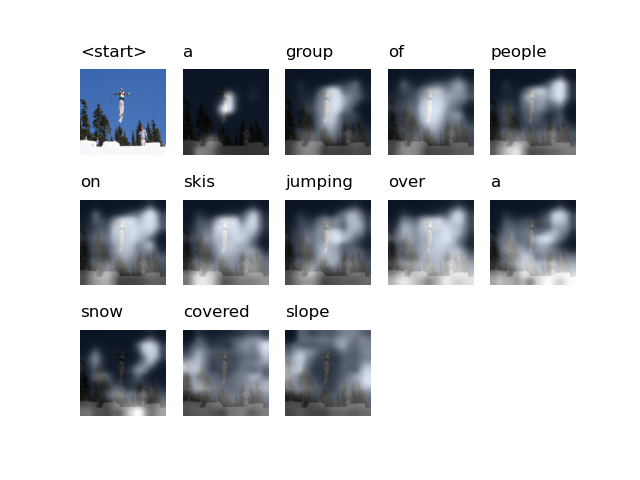 <start> a group of people
on skis jumping over a
snow covered slope